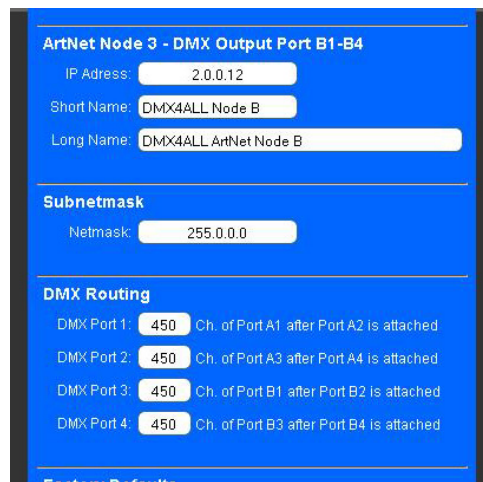 ArtNet Node 3 - DMX Output Port B1-B4
IP Adress: 2.0.0.12
Short Name: DMX4ALL Node B
Long Name: DMX4ALL ArtNet Node B
Subnetmask
Netmask: 255.0.0.0
DMX Routing
DMX Port 1: 450 Ch. of Port A1 after Port A2 is attached
DMX Port 2: 450 Ch. of Port A3 after Port A4 is attached
DMX Port 3: 450 Ch. of Port B1 after Port B2 is attached
DMX Port 4: 450 Ch. of Port B3 after Port B4 is attached
Factory Defaults